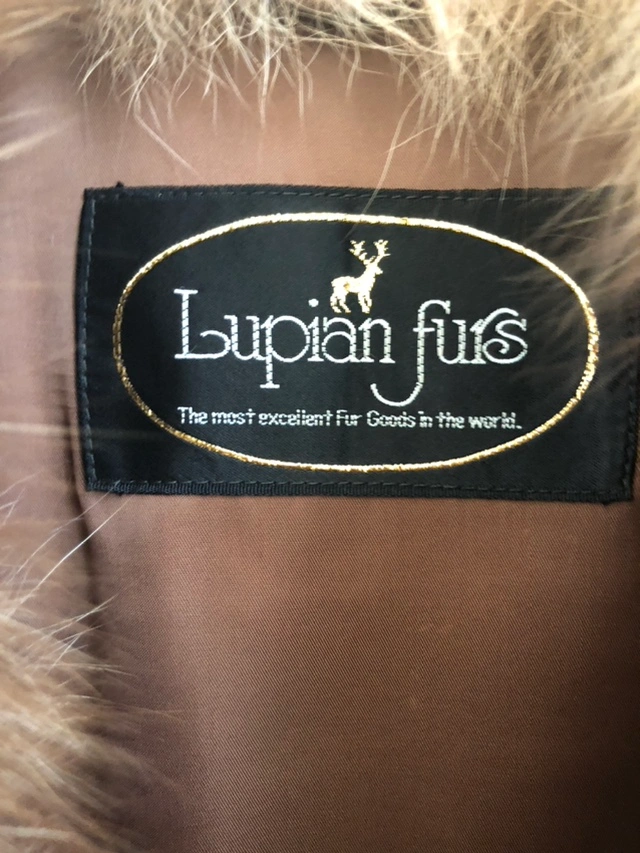 Lupian furs
The most excellent Fur Goods in the world.